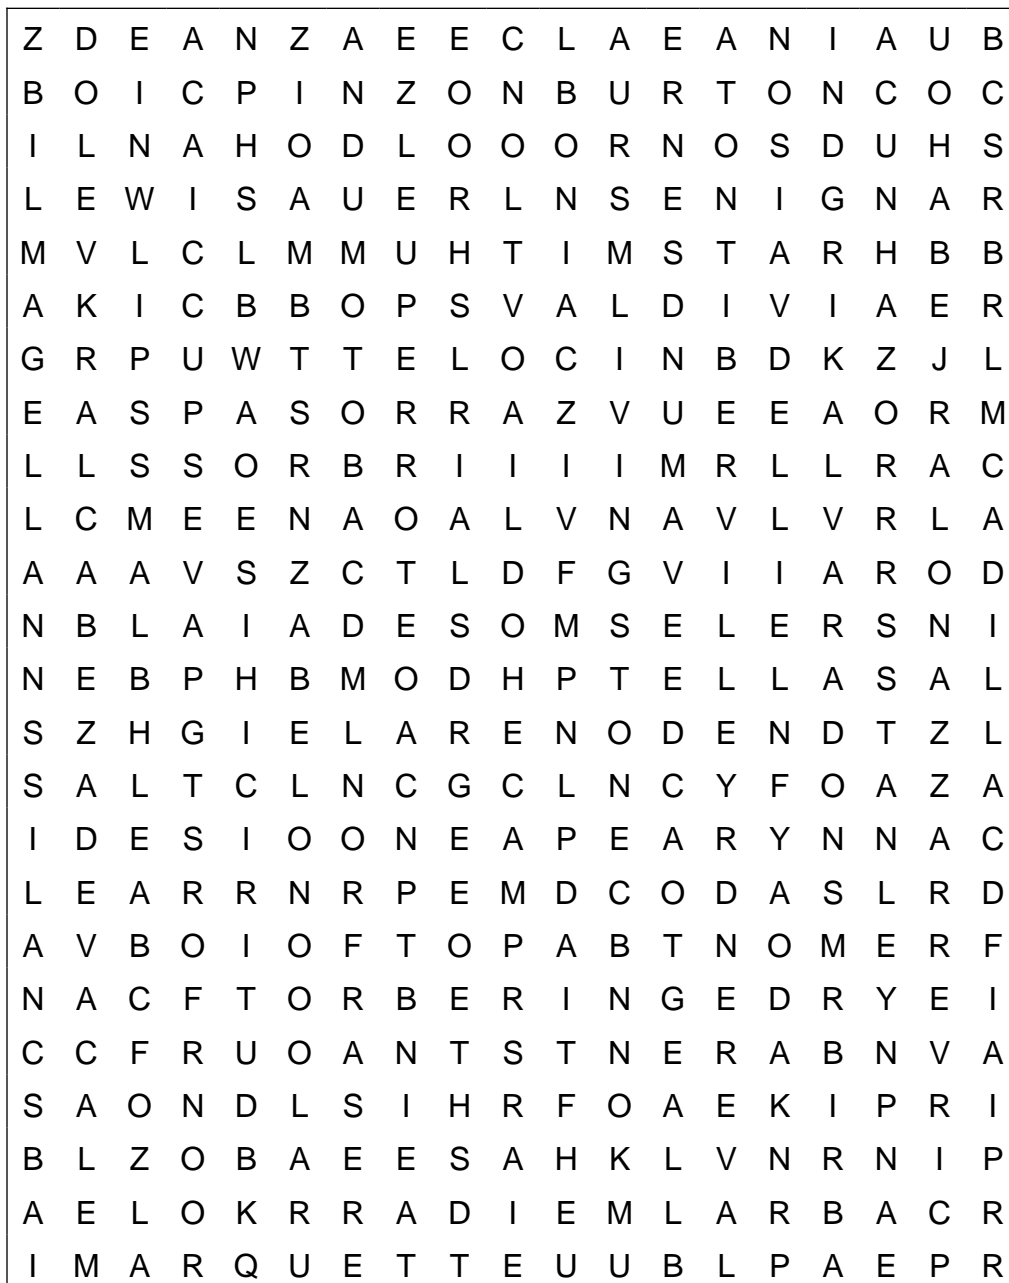 Z D E A N Z A E E C L A E A N I A U B
B O I C P I N Z O N B U R T O N C O C
I L N A H O D L O O O R N O S D U H S
L E W I S A U E R L N S E N I G N A R
M V L C L M M U H T I M S T A R H B B
A K I C B B O P S V A L D I V I A E R
G R P U W T T E L O C I N B D K Z J L
E A S P A S O R R A Z V U E E A O R M
L L S S O R B R I I I I M R L L R A C
L C M E E N A O A L V N A V L V R L A
A A A V S Z C T L D F G V I I A R O D
N B L A I A D E S O M S E L E R S N I
N E B P H B M O D H P T E L L A S A L
S Z H G I E L A R E N O D E N D T Z L
S A L T C L N C G C L N C Y F O A Z A
I D E S I O O N E A P E A R Y N N A C
L E A R R N R P E M D C O D A S L R D
A V B O I O F T O P A B T N O M E R F
N A C F T O R B E R I N G E D R Y E I
C C F R U O A N T S T N E R A B N V A
S A O N D L S I H R F O A E K I P R I
B L Z O B A E E S A H K L V N R N I P
A E L O K R R A D I E M L A R B A C R
I M A R Q U E T T E U U B L P A E P R